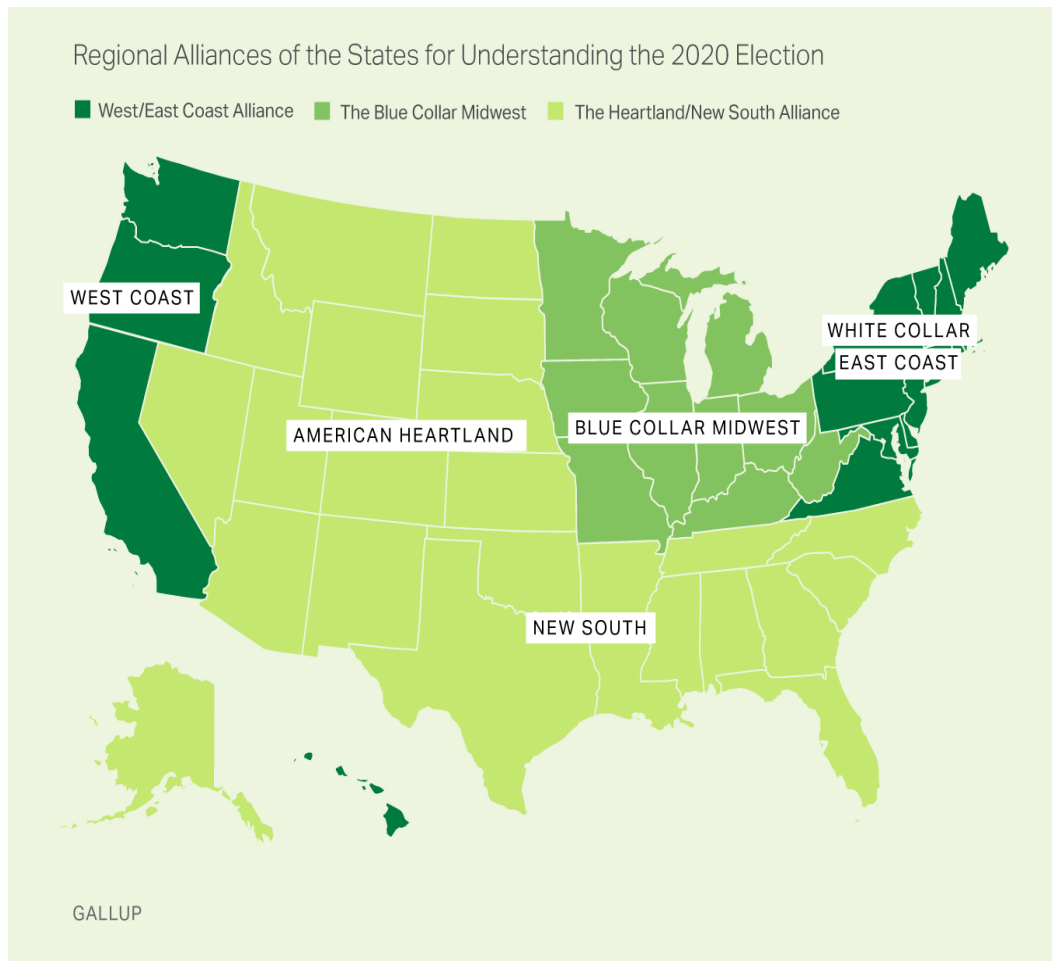 Regional Alliances of the States for Understanding the 2020 Election
West/East Coast Alliance The Blue Collar Midwest The Heartland/New South Alliance
WEST COAST
WHITE COLLAR
EAST COAST
AMERICAN HEARTLAND
BLUE COLLAR MIDWEST
NEW SOUTH
GALLUP